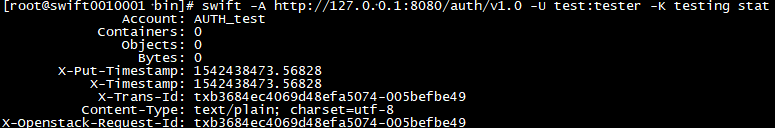 [root@swift0010001 bin]# swift -A http://127.0.0.1:8080/auth/v1.0 -U test:tester -K testing stat
Account: AUTH_test
Containers: 0
Objects: 0
Bytes: 0
X-Put-Timestamp: 1542438473.56828
X-Timestamp: 1542438473.56828
X-Trans-Id: txb3684ec4069d48efa5074-005befbe49
Content-Type: text/plain; charset=utf-8
X-Openstack-Request-Id: txb3684ec4069d48efa5074-005befbe49